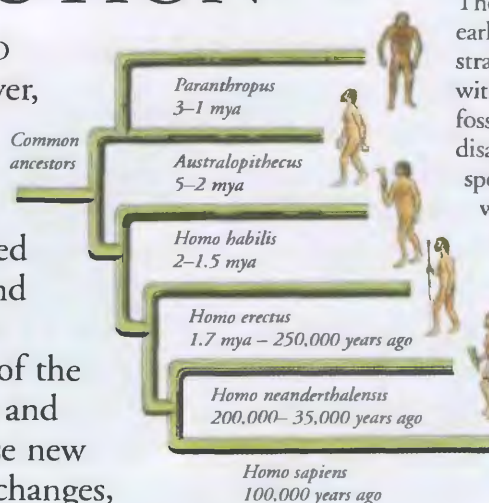 ver,
Common
ancestors
ed
nd
of the
and
e new
changes,
Paranthropus
3–1 mya
Australopithecus
5–2 mya
Homo habilis
2–1.5 mya
Homo erectus
1.7 mya – 250,000 years ago
Homo neanderthalensis
200,000– 35,000 years ago
Homo sapiens
100,000 years ago
The
earl
stra
wit
foss
disa
spe